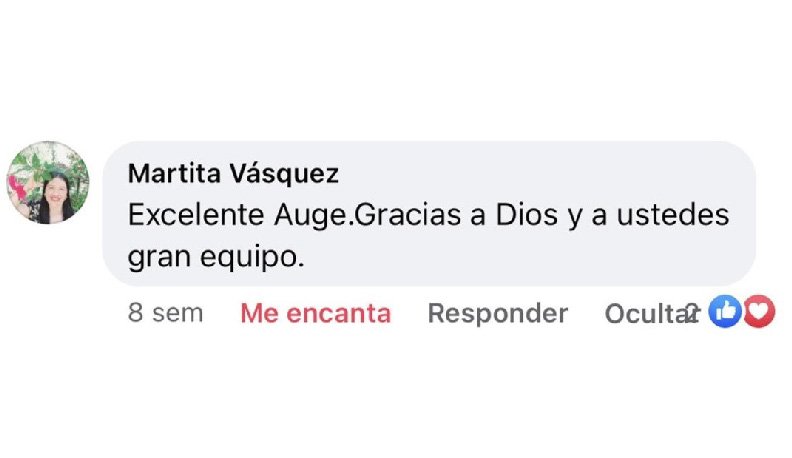 Martita Vásquez
Excelente Auge.Gracias a Dios y a ustedes
gran equipo.
8 sem Me encanta Responder Ocultar 2